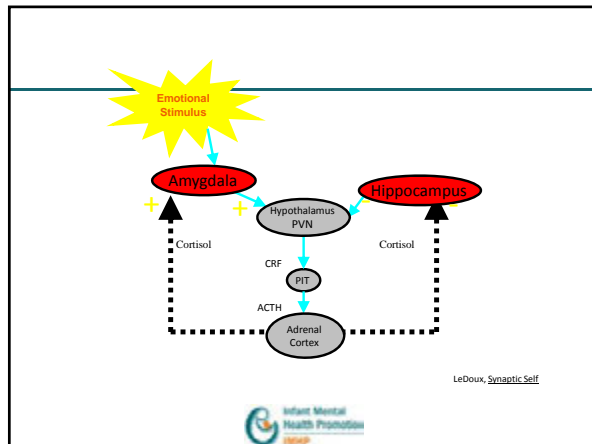 Emotional
Stimulus
Amygdala
Hippocampus
+
+
-
-
Hypothalamus
PVN
Cortisol
Cortisol
CRF
PIT
ACTH
Adrenal
Cortex
LeDoux, Synaptic Self
Infant Mental
Health Promotion
IMHP